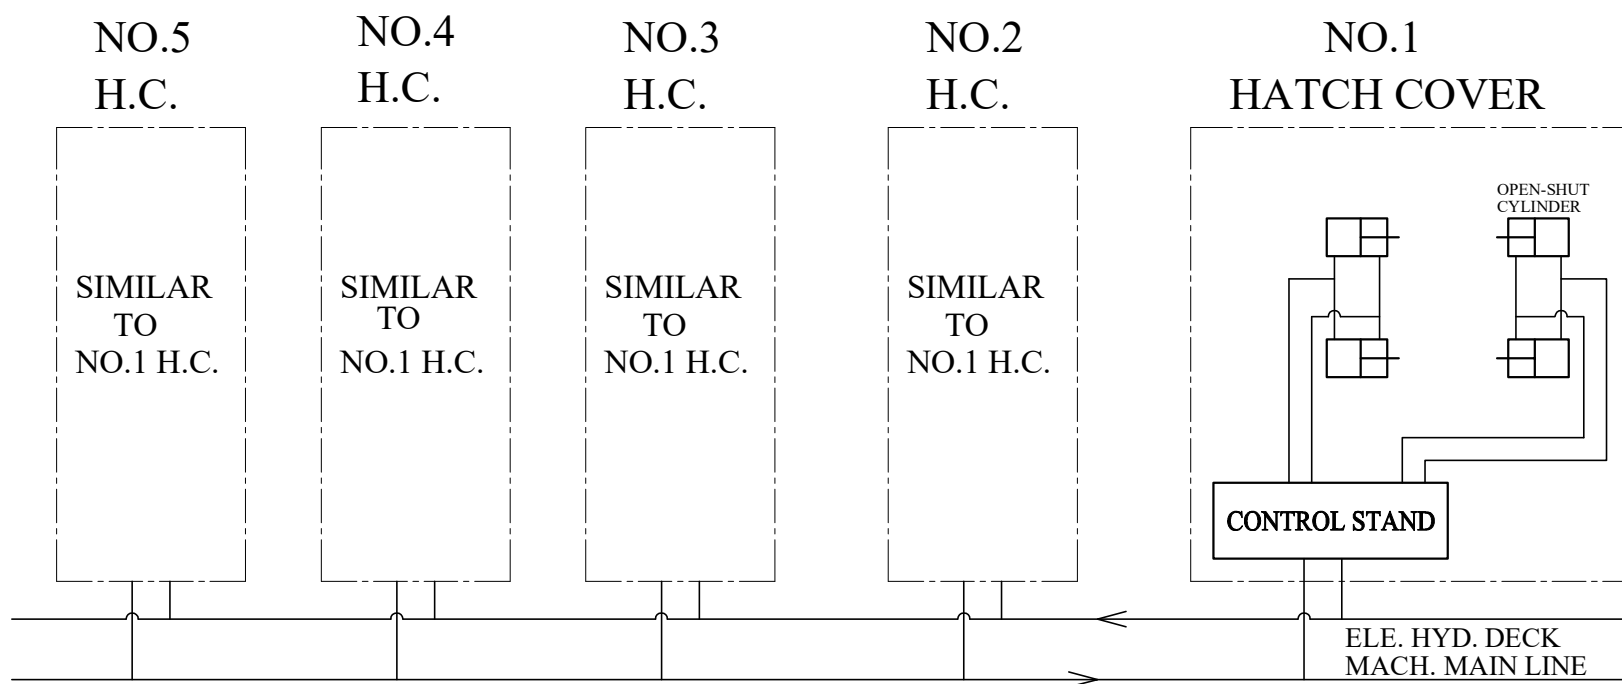 NO.5
H.C.
NO.4
H.C.
NO.3
H.C.
NO.2
H.C.
NO.1
HATCH COVER
SIMILAR
TO
NO.1 H.C.
SIMILAR
TO
NO.1 H.C.
SIMILAR
TO
NO.1 H.C.
SIMILAR
TO
NO.1 H.C.
OPEN-SHUT
CYLINDER
CONTROL STAND
ELE. HYD. DECK
MACH. MAIN LINE